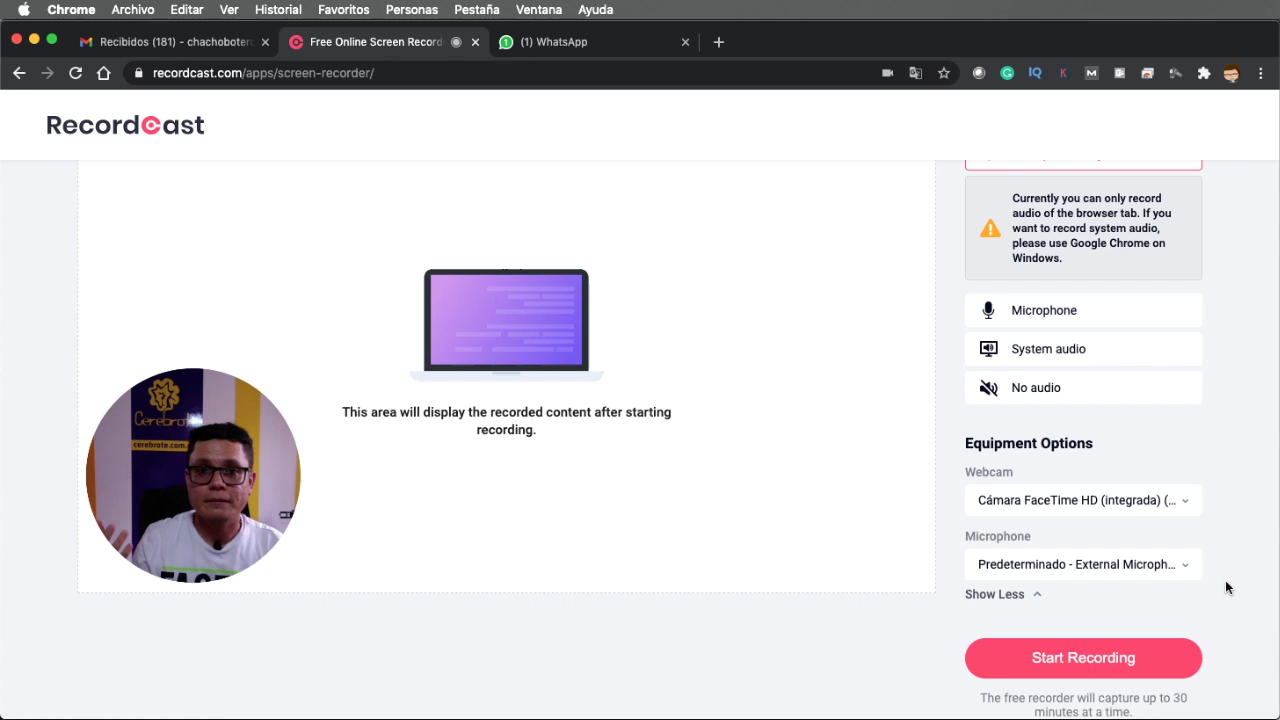 Chrome Archivo Editar Ver Historial Favoritos Personas Pestaña Ventana Ayuda
Recibidos (181) - chachoboter
Free Online Screen Record
(1) WhatsApp
recordcast.com/apps/screen-recorder/
RecordCast
Currently you can only record
audio of the browser tab. If you
want to record system audio,
please use Google Chrome on
Windows.
Microphone
System audio
No audio
This area will display the recorded content after starting
recording.
Cerebrote
cerebrote.com
Equipment Options
Webcam
Cámara FaceTime HD (integrada) (...
Microphone
Predeterminado - External Microph...
Show Less
Start Recording
The free recorder will capture up to 30
minutes at a time.